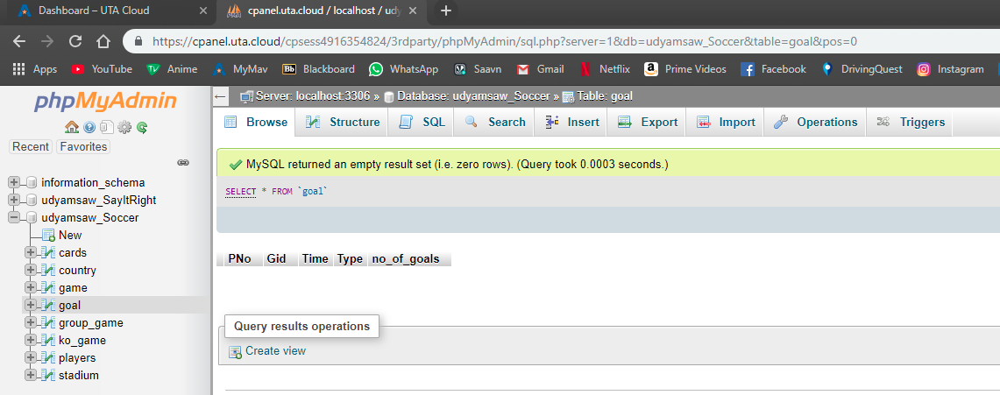 Dashboard – UTA Cloud
cpanel.uta.cloud / localhost / udy
https://cpanel.uta.cloud/cpsess4916354824/3rdparty/phpMyAdmin/sql.php?server=1&db=udyamsaw_Soccer&table=goal&pos=0
Apps YouTube TV Anime MyMav Bb Blackboard WhatsApp Saavn Gmail Netflix a Prime Videos Facebook DrivingQuest Instagram
phpMyAdmin
Recent Favorites
information_schema
udyamsaw_SayItRight
udyamsaw_Soccer
New
cards
country
game
goal
group_game
ko_game
players
stadium
Server: localhost:3306 » Database: udyamsaw_Soccer » Table: goal
Browse Structure SQL Search Insert Export Import Operations Triggers
MySQL returned an empty result set (i.e. zero rows). (Query took 0.0003 seconds.)
SELECT * FROM `goal`
PNo Gid Time Type no_of_goals
Query results operations
Create view